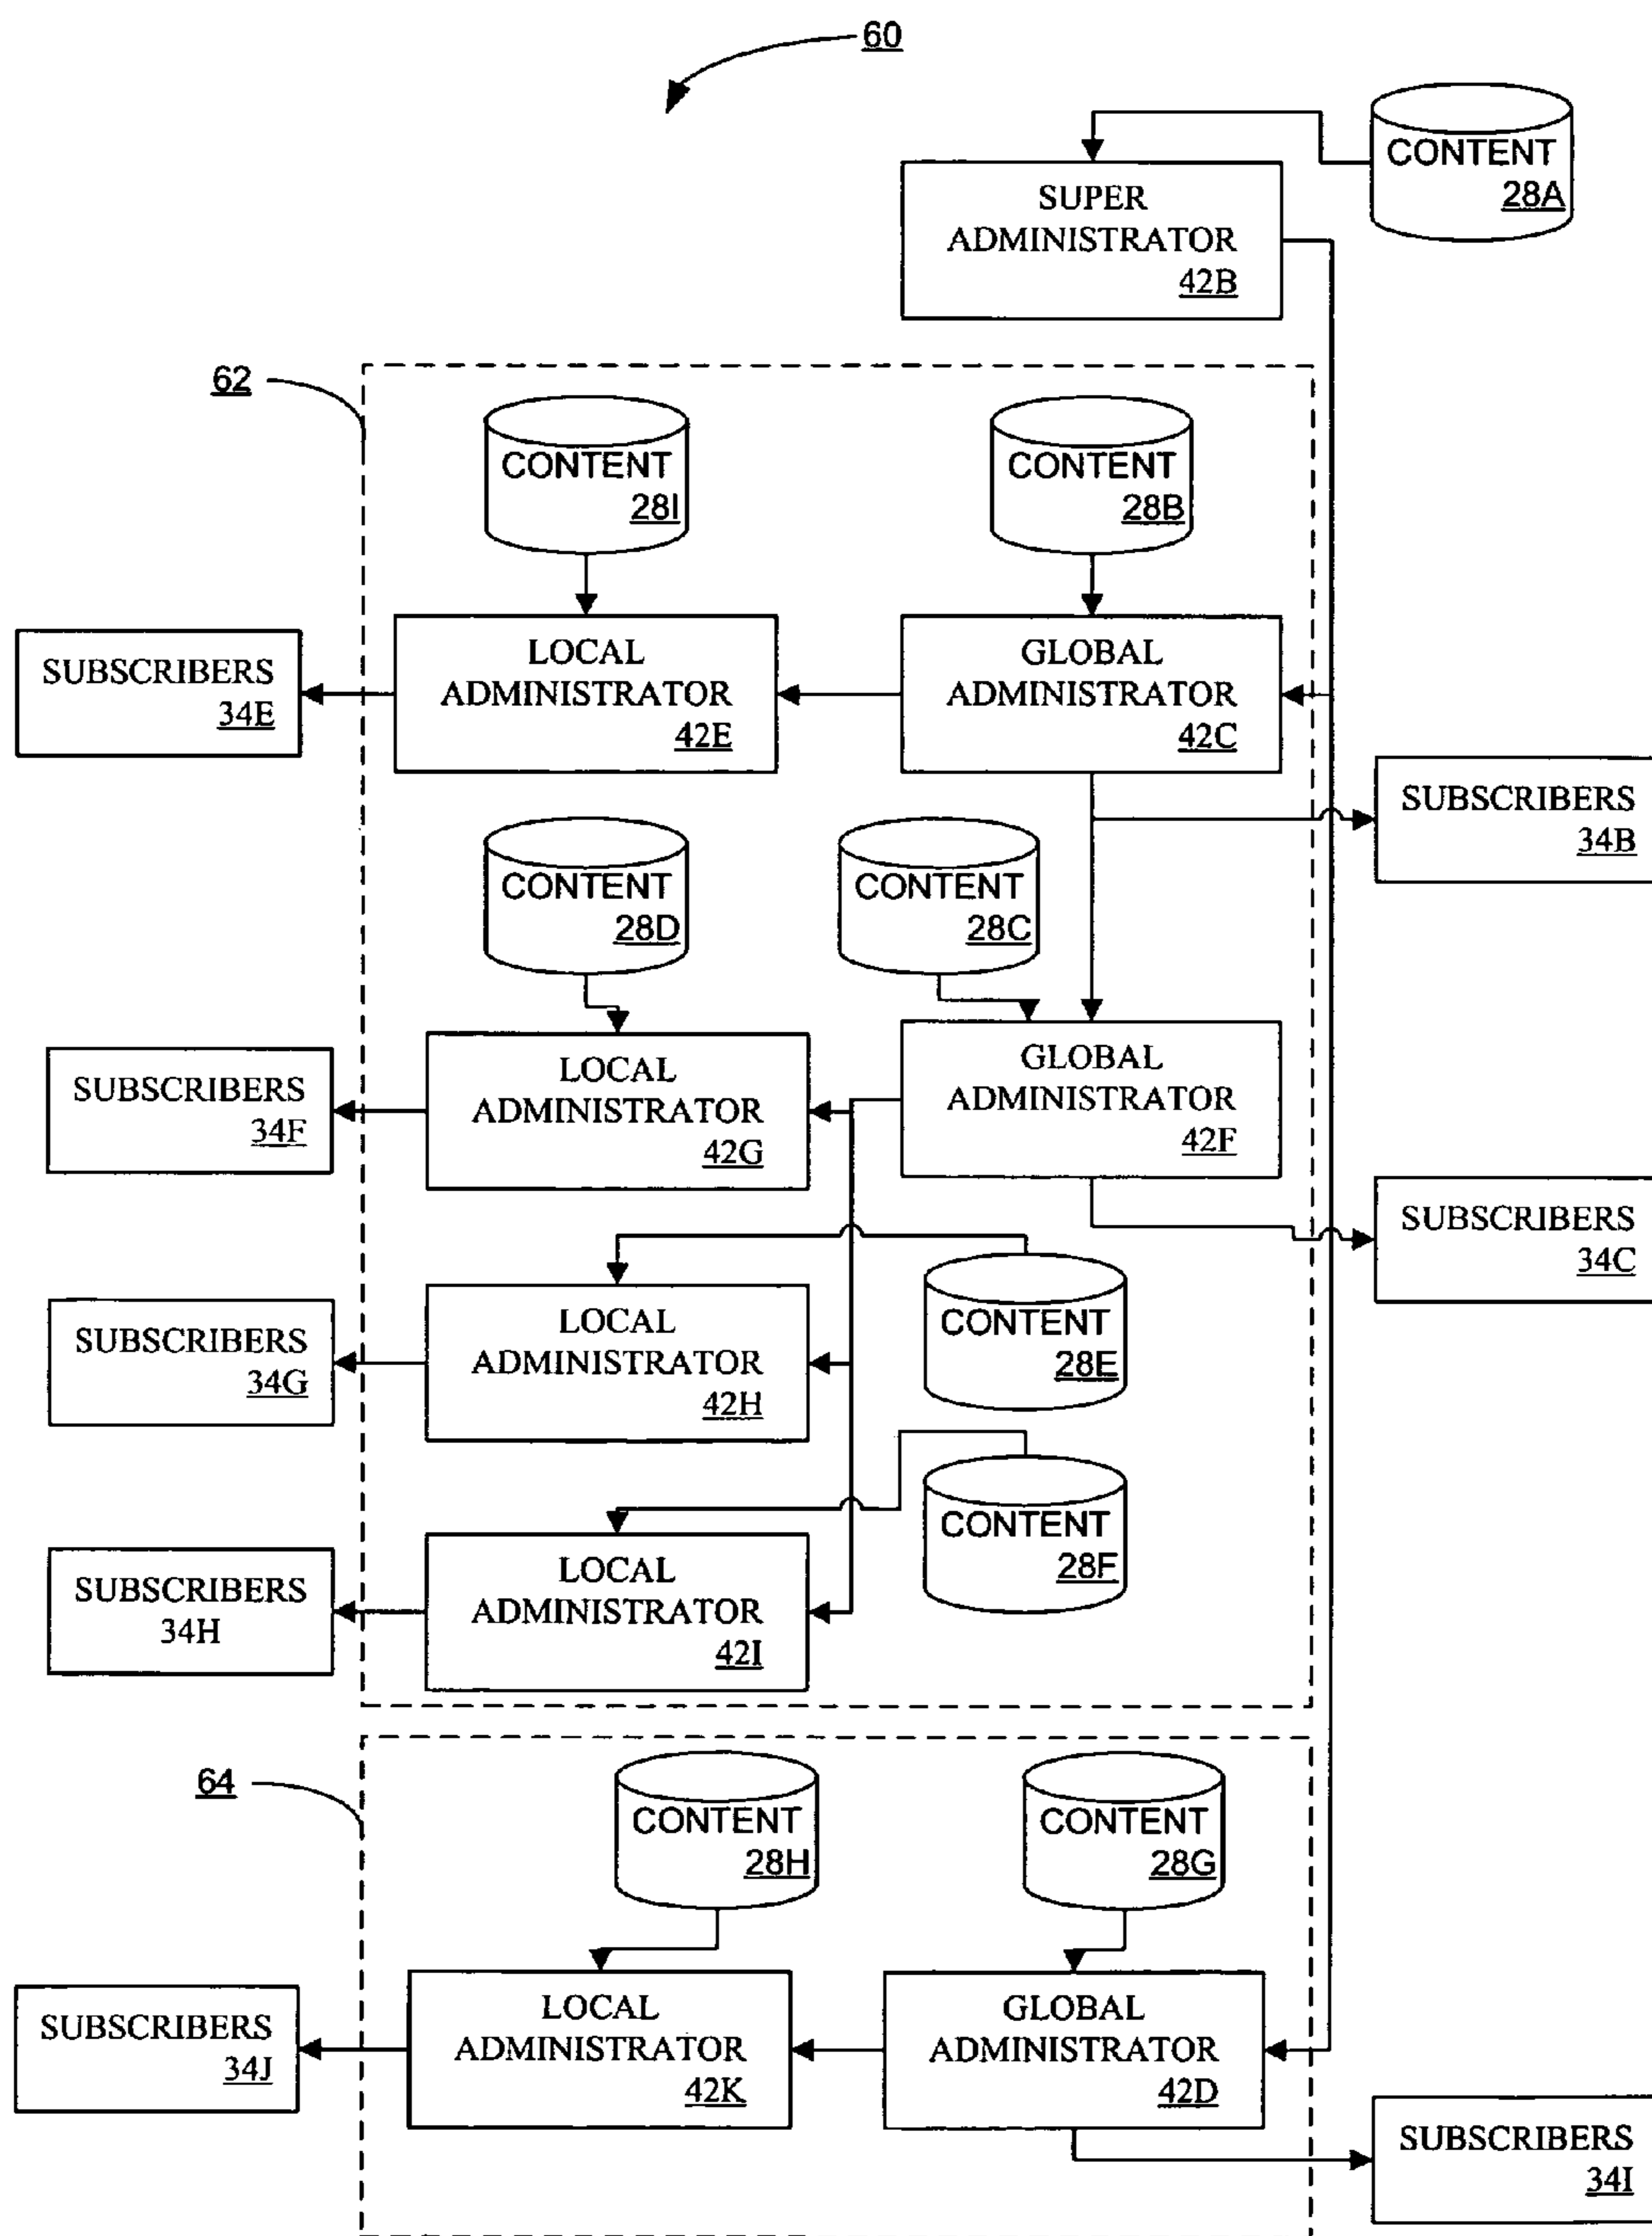 60
CONTENT
28A
SUPER
ADMINISTRATOR
42B
62
CONTENT
28I
CONTENT
28B
SUBSCRIBERS
34E
LOCAL
ADMINISTRATOR
42E
GLOBAL
ADMINISTRATOR
42C
SUBSCRIBERS
34B
CONTENT
28D
CONTENT
28C
SUBSCRIBERS
34F
LOCAL
ADMINISTRATOR
42G
GLOBAL
ADMINISTRATOR
42F
SUBSCRIBERS
34C
SUBSCRIBERS
34G
LOCAL
ADMINISTRATOR
42H
CONTENT
28E
SUBSCRIBERS
34H
LOCAL
ADMINISTRATOR
42I
CONTENT
28F
64
CONTENT
28H
CONTENT
28G
SUBSCRIBERS
34J
LOCAL
ADMINISTRATOR
42K
GLOBAL
ADMINISTRATOR
42D
SUBSCRIBERS
34I